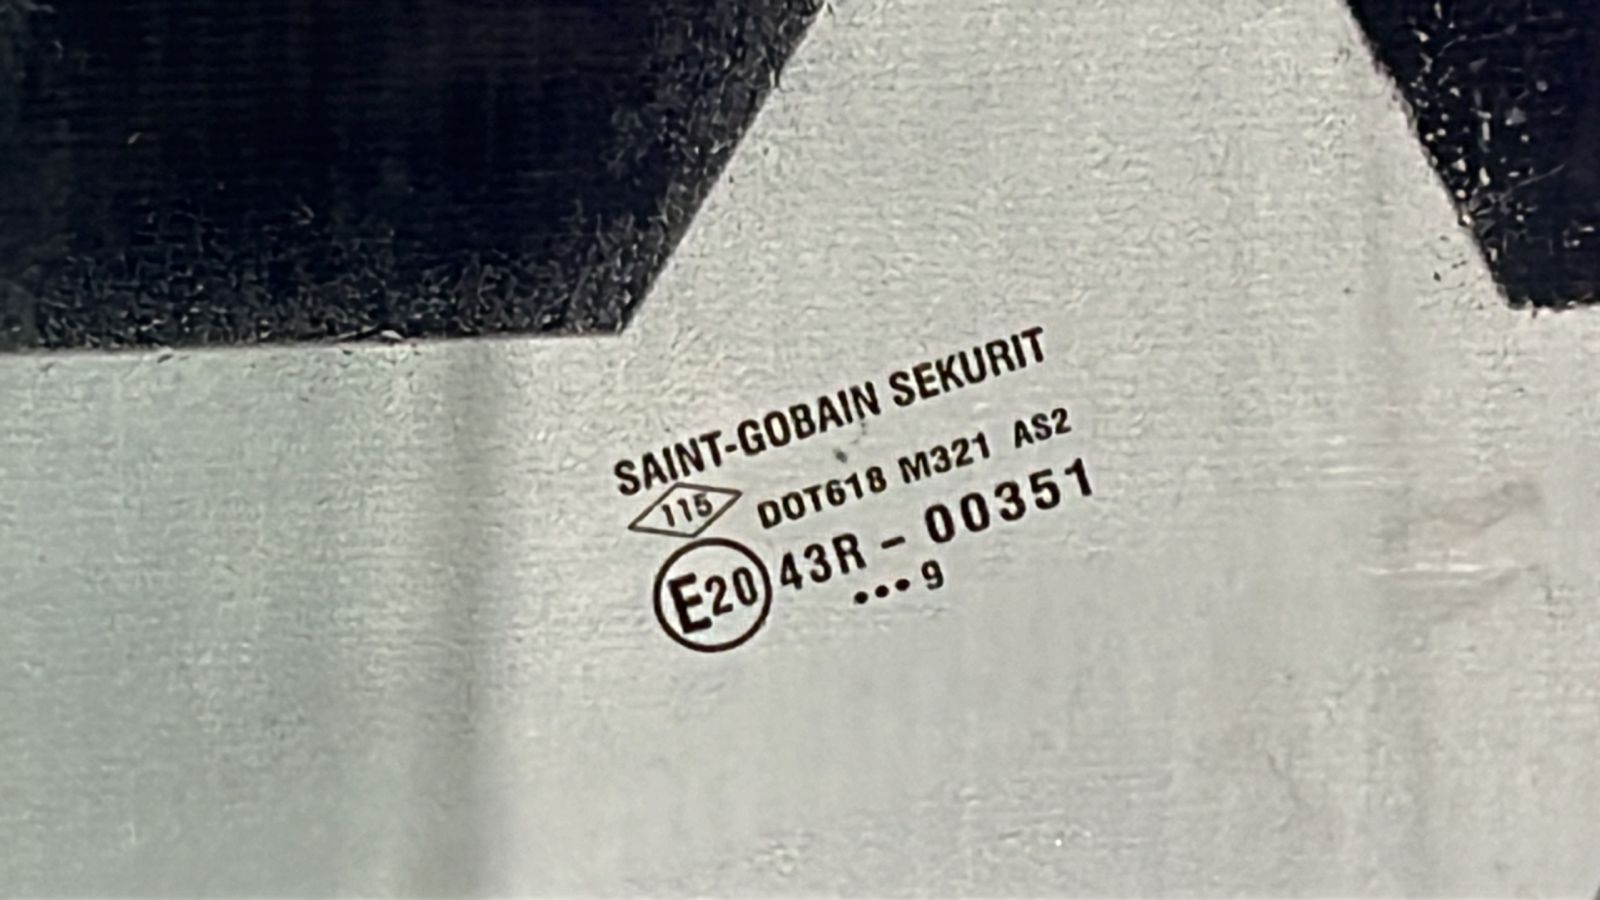 SAINT-GOBAIN SEKURIT
115 DOT618 M321 AS2
E20 43R - 00351
••• 9